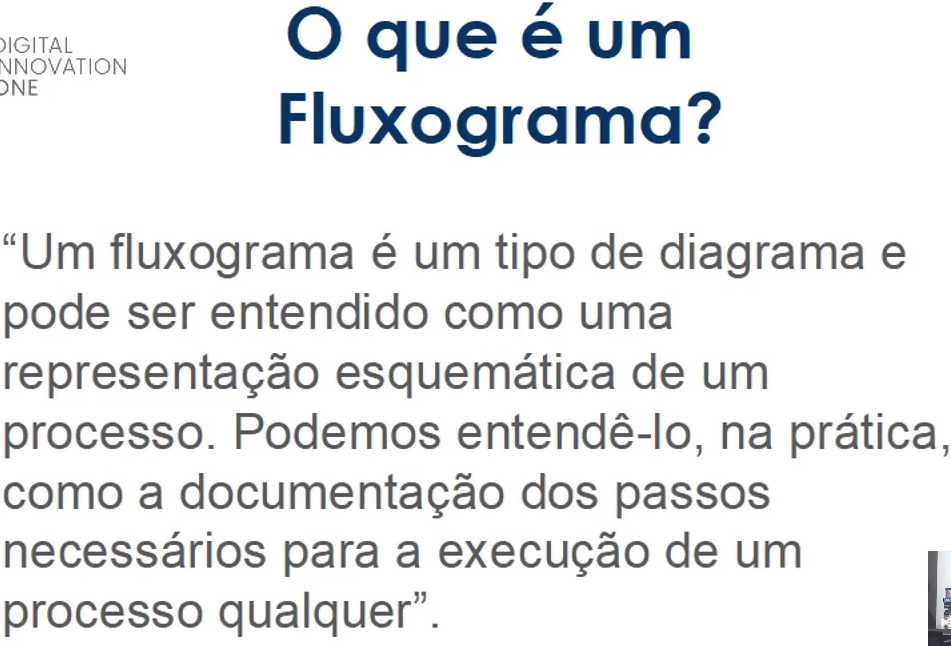 DIGITAL
INNOVATION
ONE
O que é um
Fluxograma?
“Um fluxograma é um tipo de diagrama e
pode ser entendido como uma
representação esquemática de um
processo. Podemos entendê-lo, na prática,
como a documentação dos passos
necessários para a execução de um
processo qualquer”.